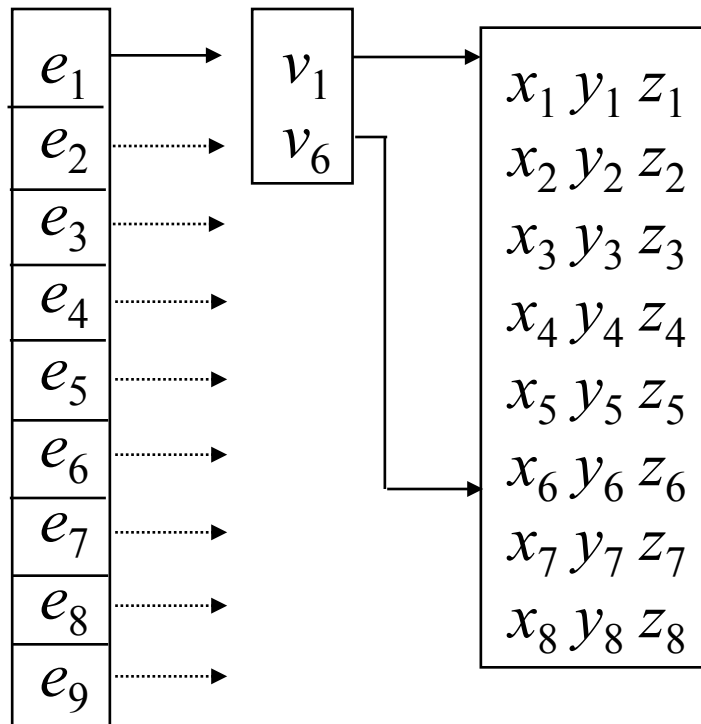 e₁
e₂
e₃
e₄
e₅
e₆
e₇
e₈
e₉
v₁
v₆
x₁ y₁ z₁
x₂ y₂ z₂
x₃ y₃ z₃
x₄ y₄ z₄
x₅ y₅ z₅
x₆ y₆ z₆
x₇ y₇ z₇
x₈ y₈ z₈